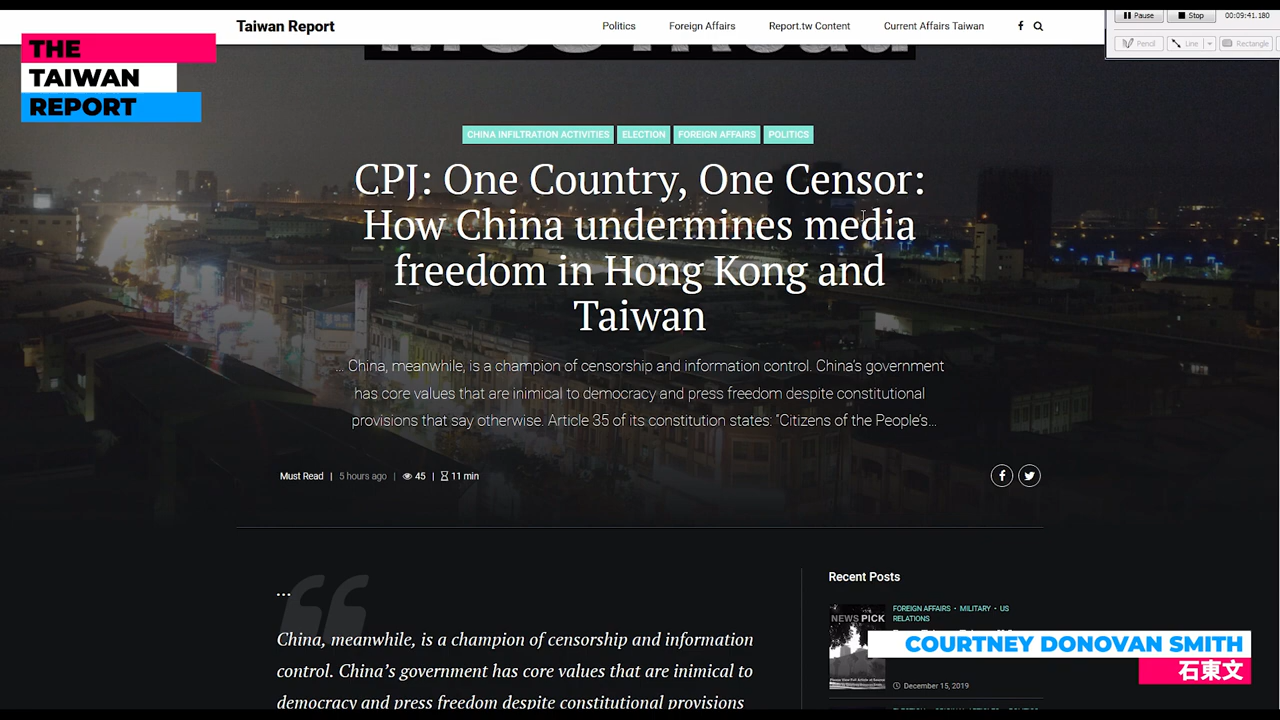 Taiwan Report
Politics
Foreign Affairs
Report.tw Content
Current Affairs Taiwan
Pause
Stop
00:09:41.180
Pencil
Line
Rectangle
THE
TAIWAN
REPORT
CHINA INFILTRATION ACTIVITIES
ELECTION
FOREIGN AFFAIRS
POLITICS
CPJ: One Country, One Censor:
How China undermines media
freedom in Hong Kong and
Taiwan
... China, meanwhile, is a champion of censorship and information control. China's government
has core values that are inimical to democracy and press freedom despite constitutional
provisions that say otherwise. Article 35 of its constitution states: "Citizens of the People's...
Must Read | 5 hours ago | 45 | 11 min
...
China, meanwhile, is a champion of censorship and information
control. China's government has core values that are inimical to
democracy and press freedom despite constitutional provisions
Recent Posts
FOREIGN AFFAIRS • MILITARY • US
RELATIONS
NEWS PICK
December 15, 2019
COURTNEY DONOVAN SMITH
石東文